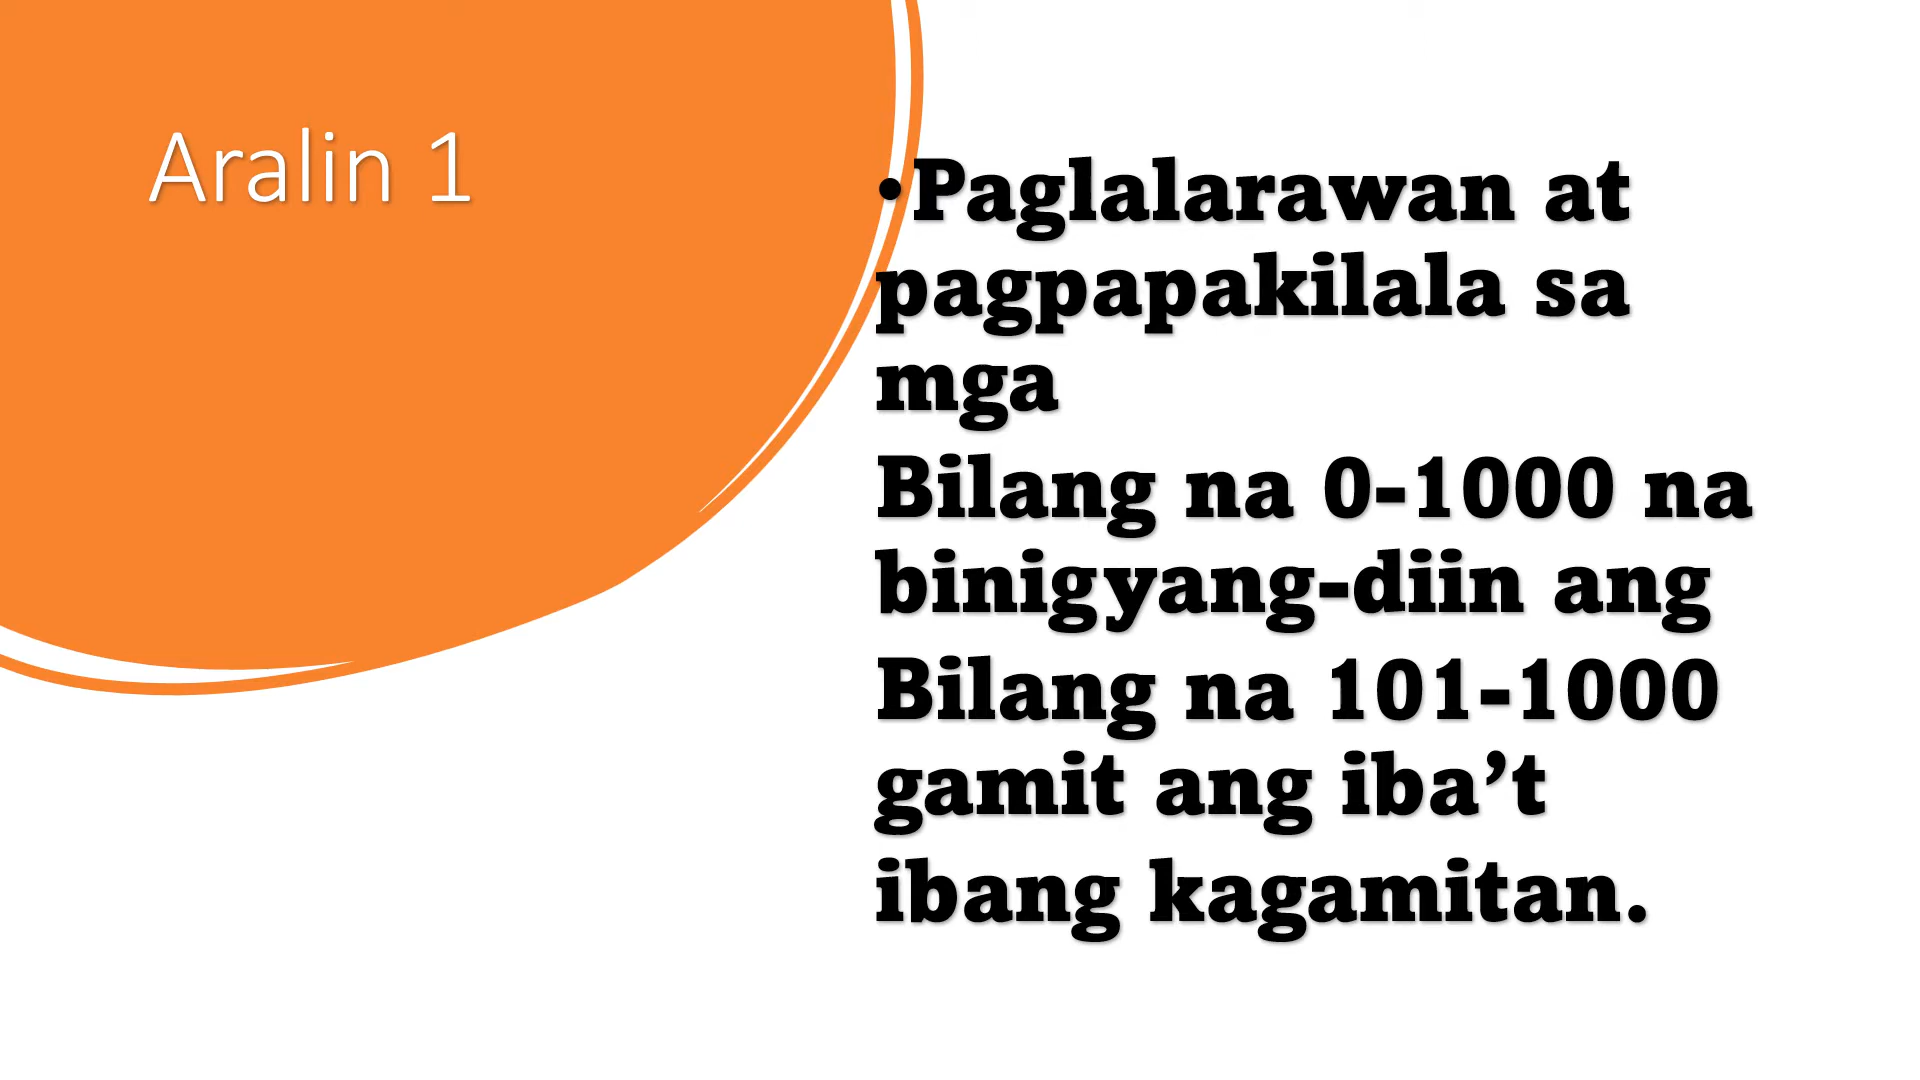 Aralin 1
•Paglalarawan at
pagpapakilala sa
mga
Bilang na 0-1000 na
binigyang-diin ang
Bilang na 101-1000
gamit ang iba’t
ibang kagamitan.